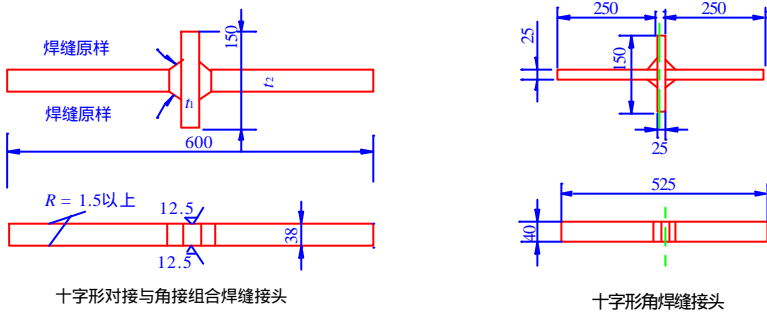 焊缝原样
150
t₁
t₂
焊缝原样
600
R = 1.5以上
12.5
38
12.5
十字形对接与角接组合焊缝接头
250
250
25
150
25
525
40
十字形角焊缝接头